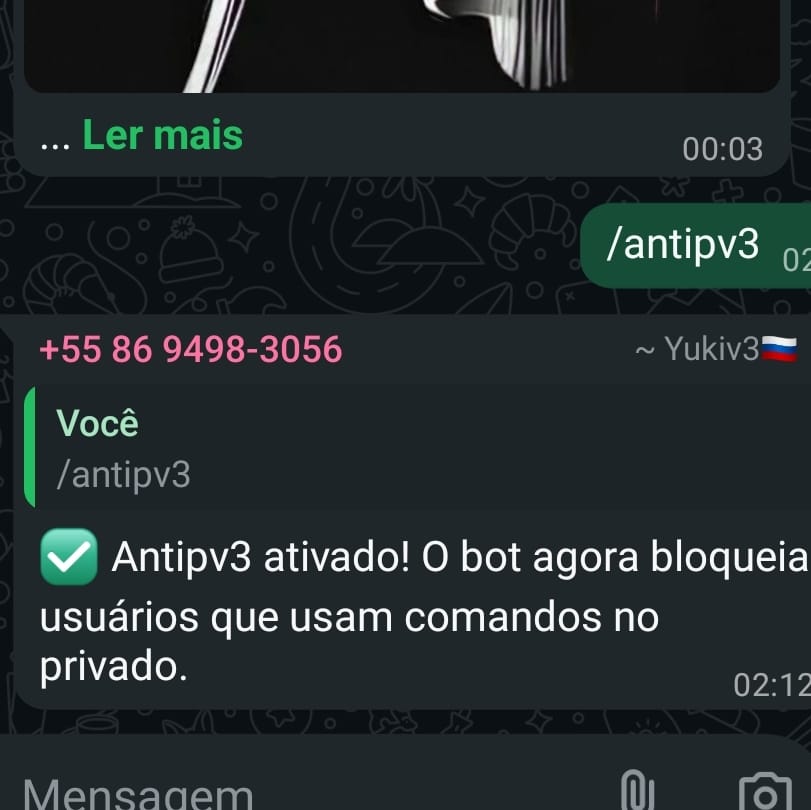 ... Ler mais
00:03
/antipv3
+55 86 9498-3056
~ Yukiv3🇷🇺
Você
/antipv3
✅ Antipv3 ativado! O bot agora bloqueia
usuários que usam comandos no
privado.
02:12
Mensagem